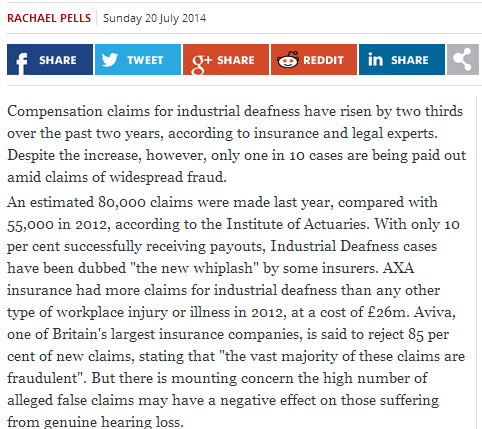 RACHAEL PELLS | Sunday 20 July 2014
f SHARE TWEET g+ SHARE REDDIT in SHARE
Compensation claims for industrial deafness have risen by two thirds
over the past two years, according to insurance and legal experts.
Despite the increase, however, only one in 10 cases are being paid out
amid claims of widespread fraud.
An estimated 80,000 claims were made last year, compared with
55,000 in 2012, according to the Institute of Actuaries. With only 10
per cent successfully receiving payouts, Industrial Deafness cases
have been dubbed "the new whiplash" by some insurers. AXA
insurance had more claims for industrial deafness than any other
type of workplace injury or illness in 2012, at a cost of £26m. Aviva,
one of Britain's largest insurance companies, is said to reject 85 per
cent of new claims, stating that "the vast majority of these claims are
fraudulent". But there is mounting concern the high number of
alleged false claims may have a negative effect on those suffering
from genuine hearing loss.